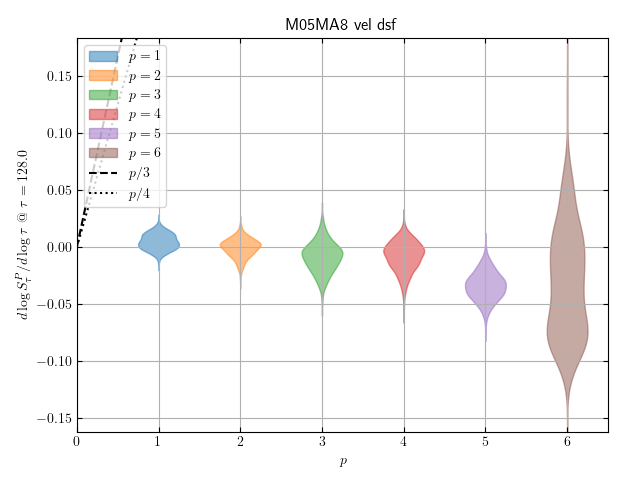 M05MA8 vel dsf
d log S_τ^P / d log τ @ τ = 128.0
0.15
0.10
0.05
0.00
−0.05
−0.10
−0.15
p = 1
p = 2
p = 3
p = 4
p = 5
p = 6
p/3
p/4
0 1 2 3 4 5 6
p